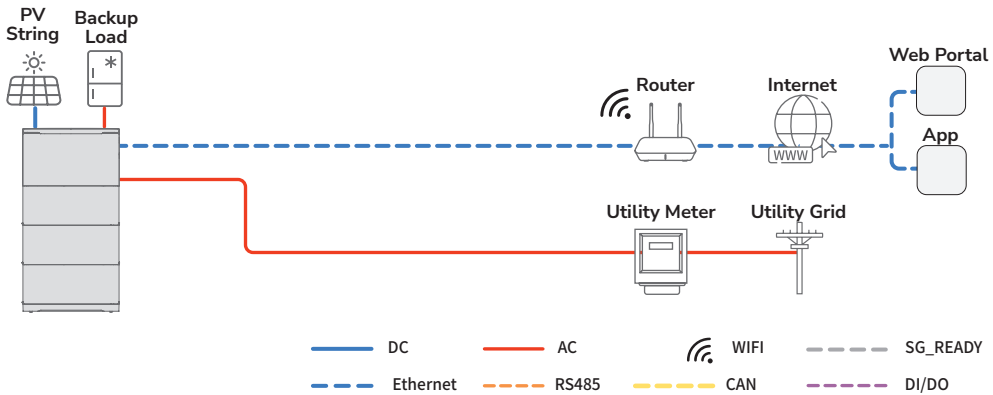 PV
String
Backup
Load
Web Portal
Router
Internet
App
WWW
Utility Meter
Utility Grid
DC
AC
WIFI
SG_READY
Ethernet
RS485
CAN
DI/DO